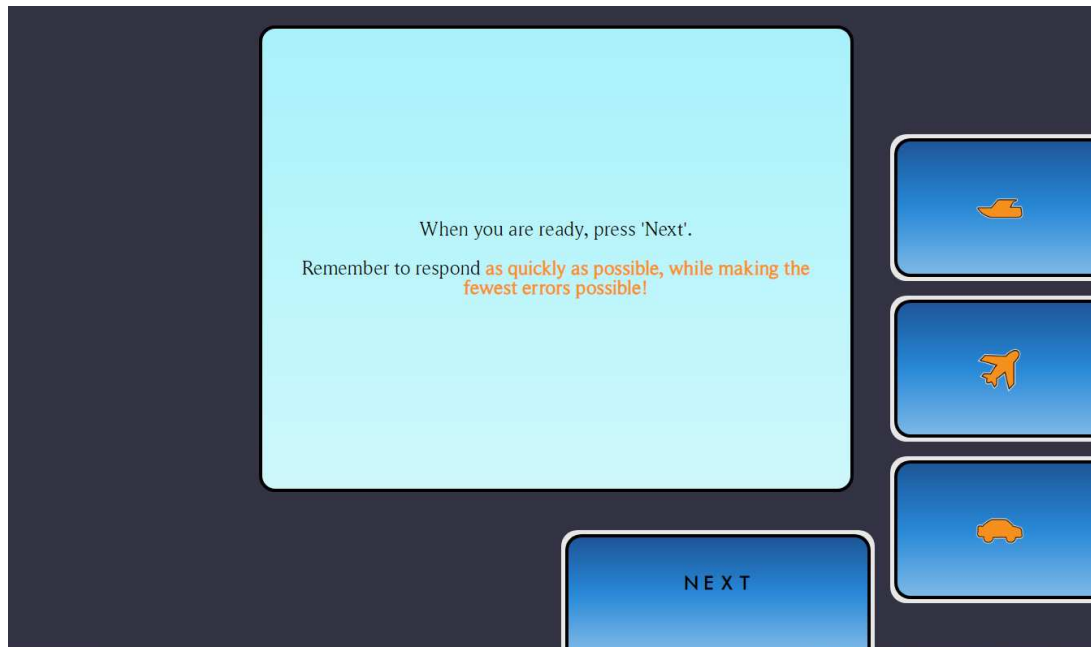 When you are ready, press 'Next'.
Remember to respond as quickly as possible, while making the
fewest errors possible!
NEXT